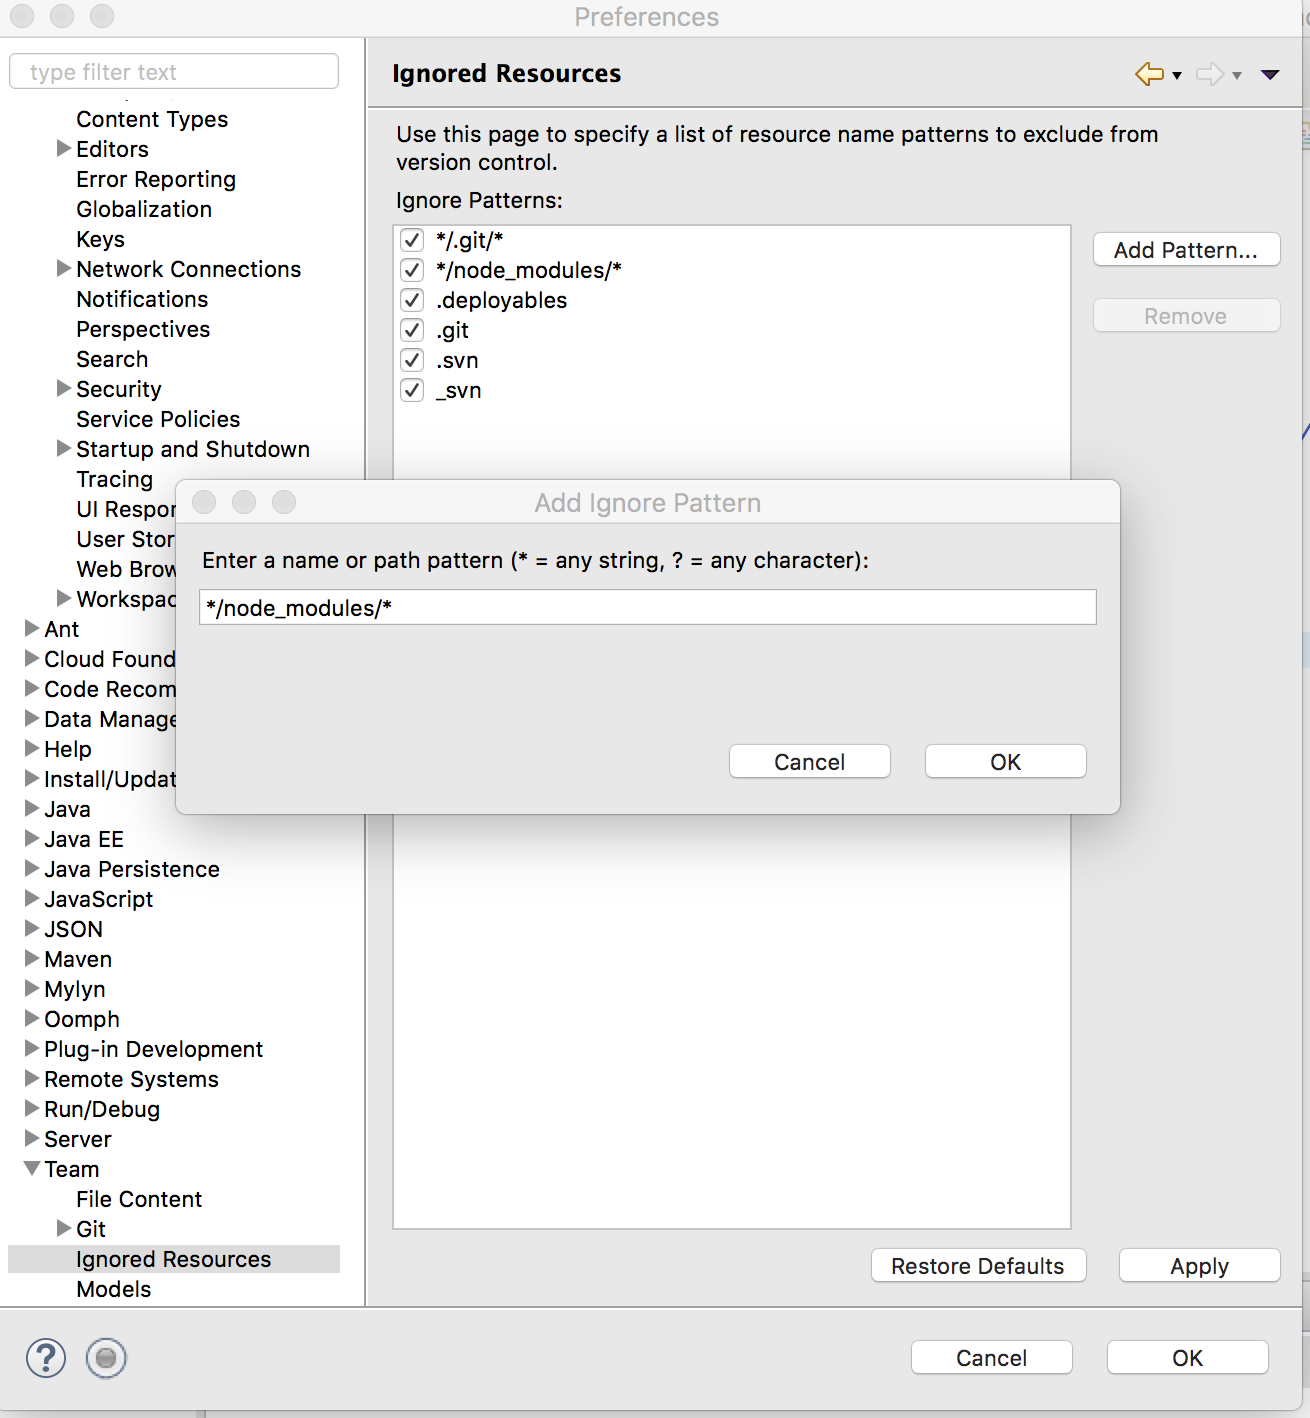 Preferences
type filter text
Content Types
Editors
Error Reporting
Globalization
Keys
Network Connections
Notifications
Perspectives
Search
Security
Service Policies
Startup and Shutdown
Tracing
UI Respor
User Stor
Web Brow
Workspac
Ant
Cloud Found
Code Recom
Data Manage
Help
Install/Updat
Java
Java EE
Java Persistence
JavaScript
JSON
Maven
Mylyn
Oomph
Plug-in Development
Remote Systems
Run/Debug
Server
Team
File Content
Git
Ignored Resources
Models
Ignored Resources
Use this page to specify a list of resource name patterns to exclude from
version control.
Ignore Patterns:
*/.git/*
*/node_modules/*
.deployables
.git
.svn
_svn
Add Pattern...
Remove
Add Ignore Pattern
Enter a name or path pattern (* = any string, ? = any character):
*/node_modules/*
Cancel
OK
Restore Defaults
Apply
?
Cancel
OK